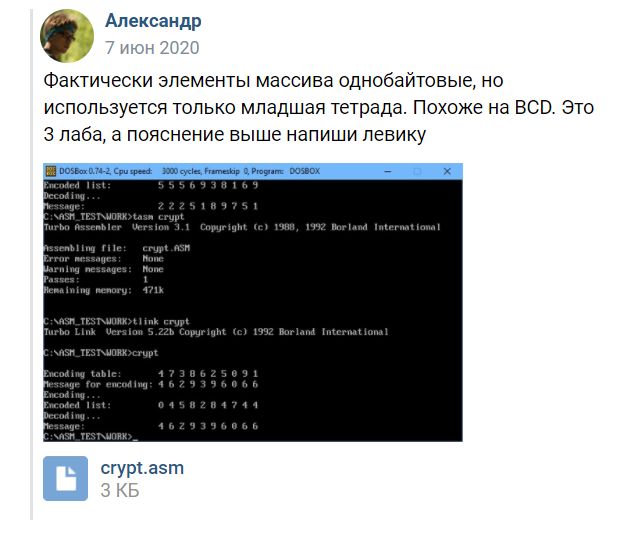 Александр
7 июн 2020
Фактически элементы массива однобайтовые, но
используется только младшая тетрада. Похоже на BCD. Это
3 лаба, а пояснение выше напиши левику
DOSBox 0.74-2, Cpu speed: 3000 cycles, Frameskip 0, Program: DOSBOX
Encoded list: 5 5 5 6 9 3 8 1 6 9
Decoding...
Message: 2 2 2 5 1 8 9 7 5 1
C:\ASM_TEST\WORK>tasm crypt
Turbo Assembler Version 3.1 Copyright (c) 1988, 1992 Borland International
Assembling file: crypt.ASM
Error messages: None
Warning messages: None
Passes: 1
Remaining memory: 471k
C:\ASM_TEST\WORK>tlink crypt
Turbo Link Version 5.22b Copyright (c) 1992 Borland International
C:\ASM_TEST\WORK>crypt
Encoding table: 4 7 3 8 6 2 5 0 9 1
Message for encoding: 4 6 2 9 3 9 6 0 6 6
Encoding...
Encoded list: 0 4 5 8 2 8 4 7 4 4
Decoding...
Message: 4 6 2 9 3 9 6 0 6 6
C:\ASM_TEST\WORK>_
crypt.asm
3 КБ